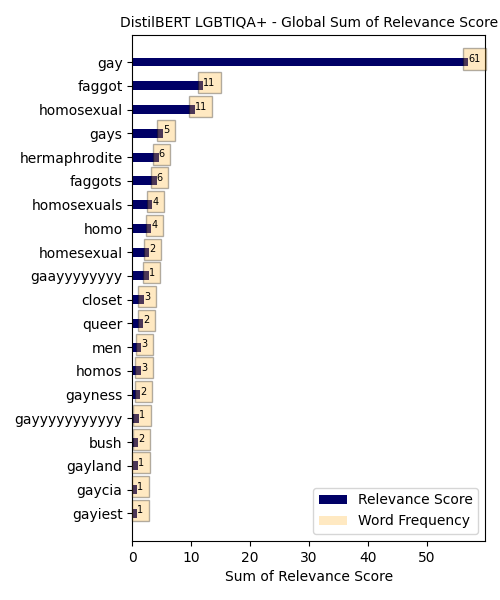 DistilBERT LGBTIQA+ - Global Sum of Relevance Score
gay 61
faggot 11
homosexual 11
gays 5
hermaphrodite 6
faggots 6
homosexuals 4
homo 4
homesexual 2
gaayyyyyyyy 1
closet 3
queer 2
men 3
homos 3
gayness 2
gayyyyyyyyyyy 1
bush 2
gayland 1
gaycia 1
gayiest 1
Relevance Score
Word Frequency
0 10 20 30 40 50
Sum of Relevance Score